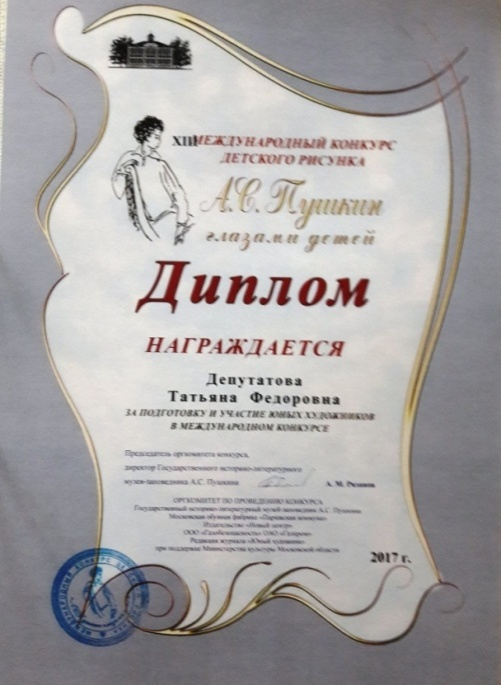 XIII МЕЖДУНАРОДНЫЙ КОНКУРС
ДЕТСКОГО РИСУНКА
А.С. Пушкин
глазами детей
Диплом
НАГРАЖДАЕТСЯ
Депутатова
Татьяна Федоровна
ЗА ПОДГОТОВКУ И УЧАСТИЕ ЮНЫХ ХУДОЖНИКОВ
В МЕЖДУНАРОДНОМ КОНКУРСЕ
Председатель оргкомитета конкурса,
директор Государственного историко-литературного
музея-заповедника А.С. Пушкина
А. М. Рязанов
ОРГКОМИТЕТ ПО ПРОВЕДЕНИЮ КОНКУРСА
Государственный историко-литературный музей-заповедник А.С. Пушкина
Московская обувная фабрика «Парижская коммуна»
Издательство «Новый центр»
ООО «Газобезопасность» ОАО «Газпром»
Редакция журнала «Юный художник»
при поддержке Министерства культуры Московской области
2017 г.